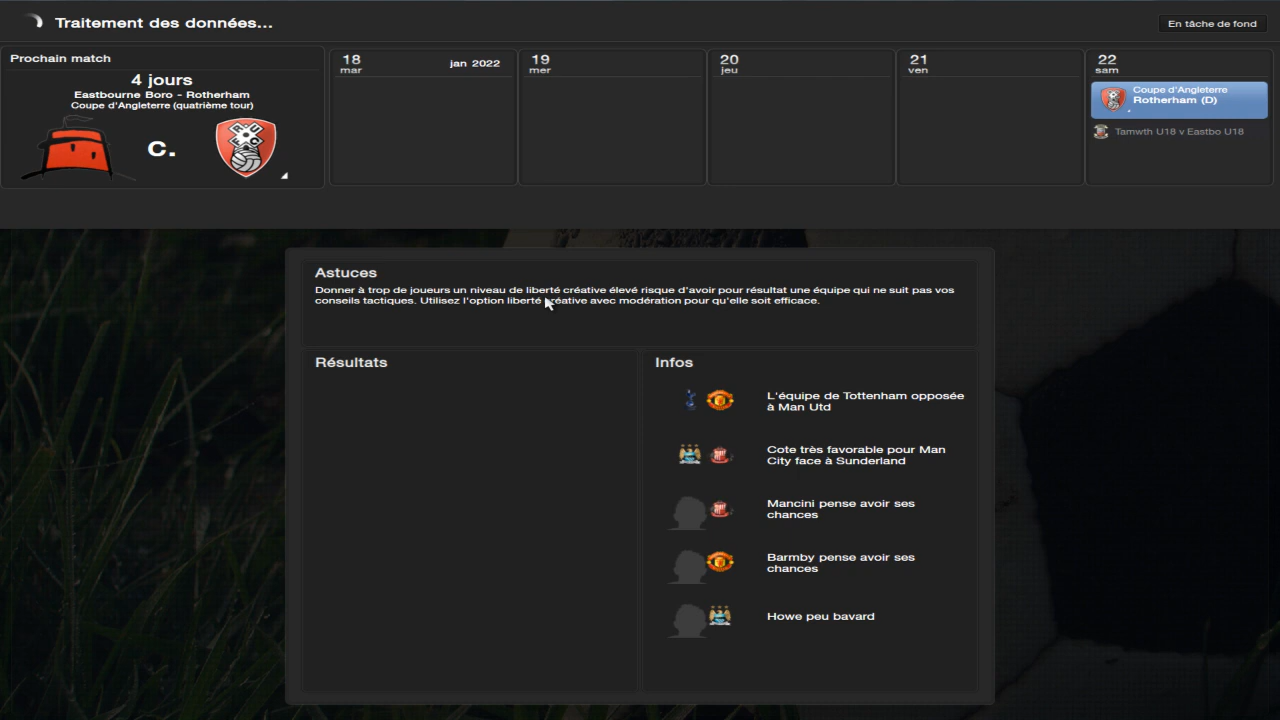 Traitement des données...
En tâche de fond
Prochain match
4 jours
Eastbourne Boro - Rotherham
Coupe d'Angleterre (quatrième tour)
C.
18
mar
jan 2022
19
mer
20
jeu
21
ven
22
sam
Coupe d'Angleterre
Rotherham (D)
Tamwth U18 v Eastbo U18
Astuces
Donner à trop de joueurs un niveau de liberté créative élevé risque d'avoir pour résultat une équipe qui ne suit pas vos
conseils tactiques. Utilisez l'option liberté créative avec modération pour qu'elle soit efficace.
Résultats
Infos
L'équipe de Tottenham opposée
à Man Utd
Cote très favorable pour Man
City face à Sunderland
Mancini pense avoir ses
chances
Barmby pense avoir ses
chances
Howe peu bavard